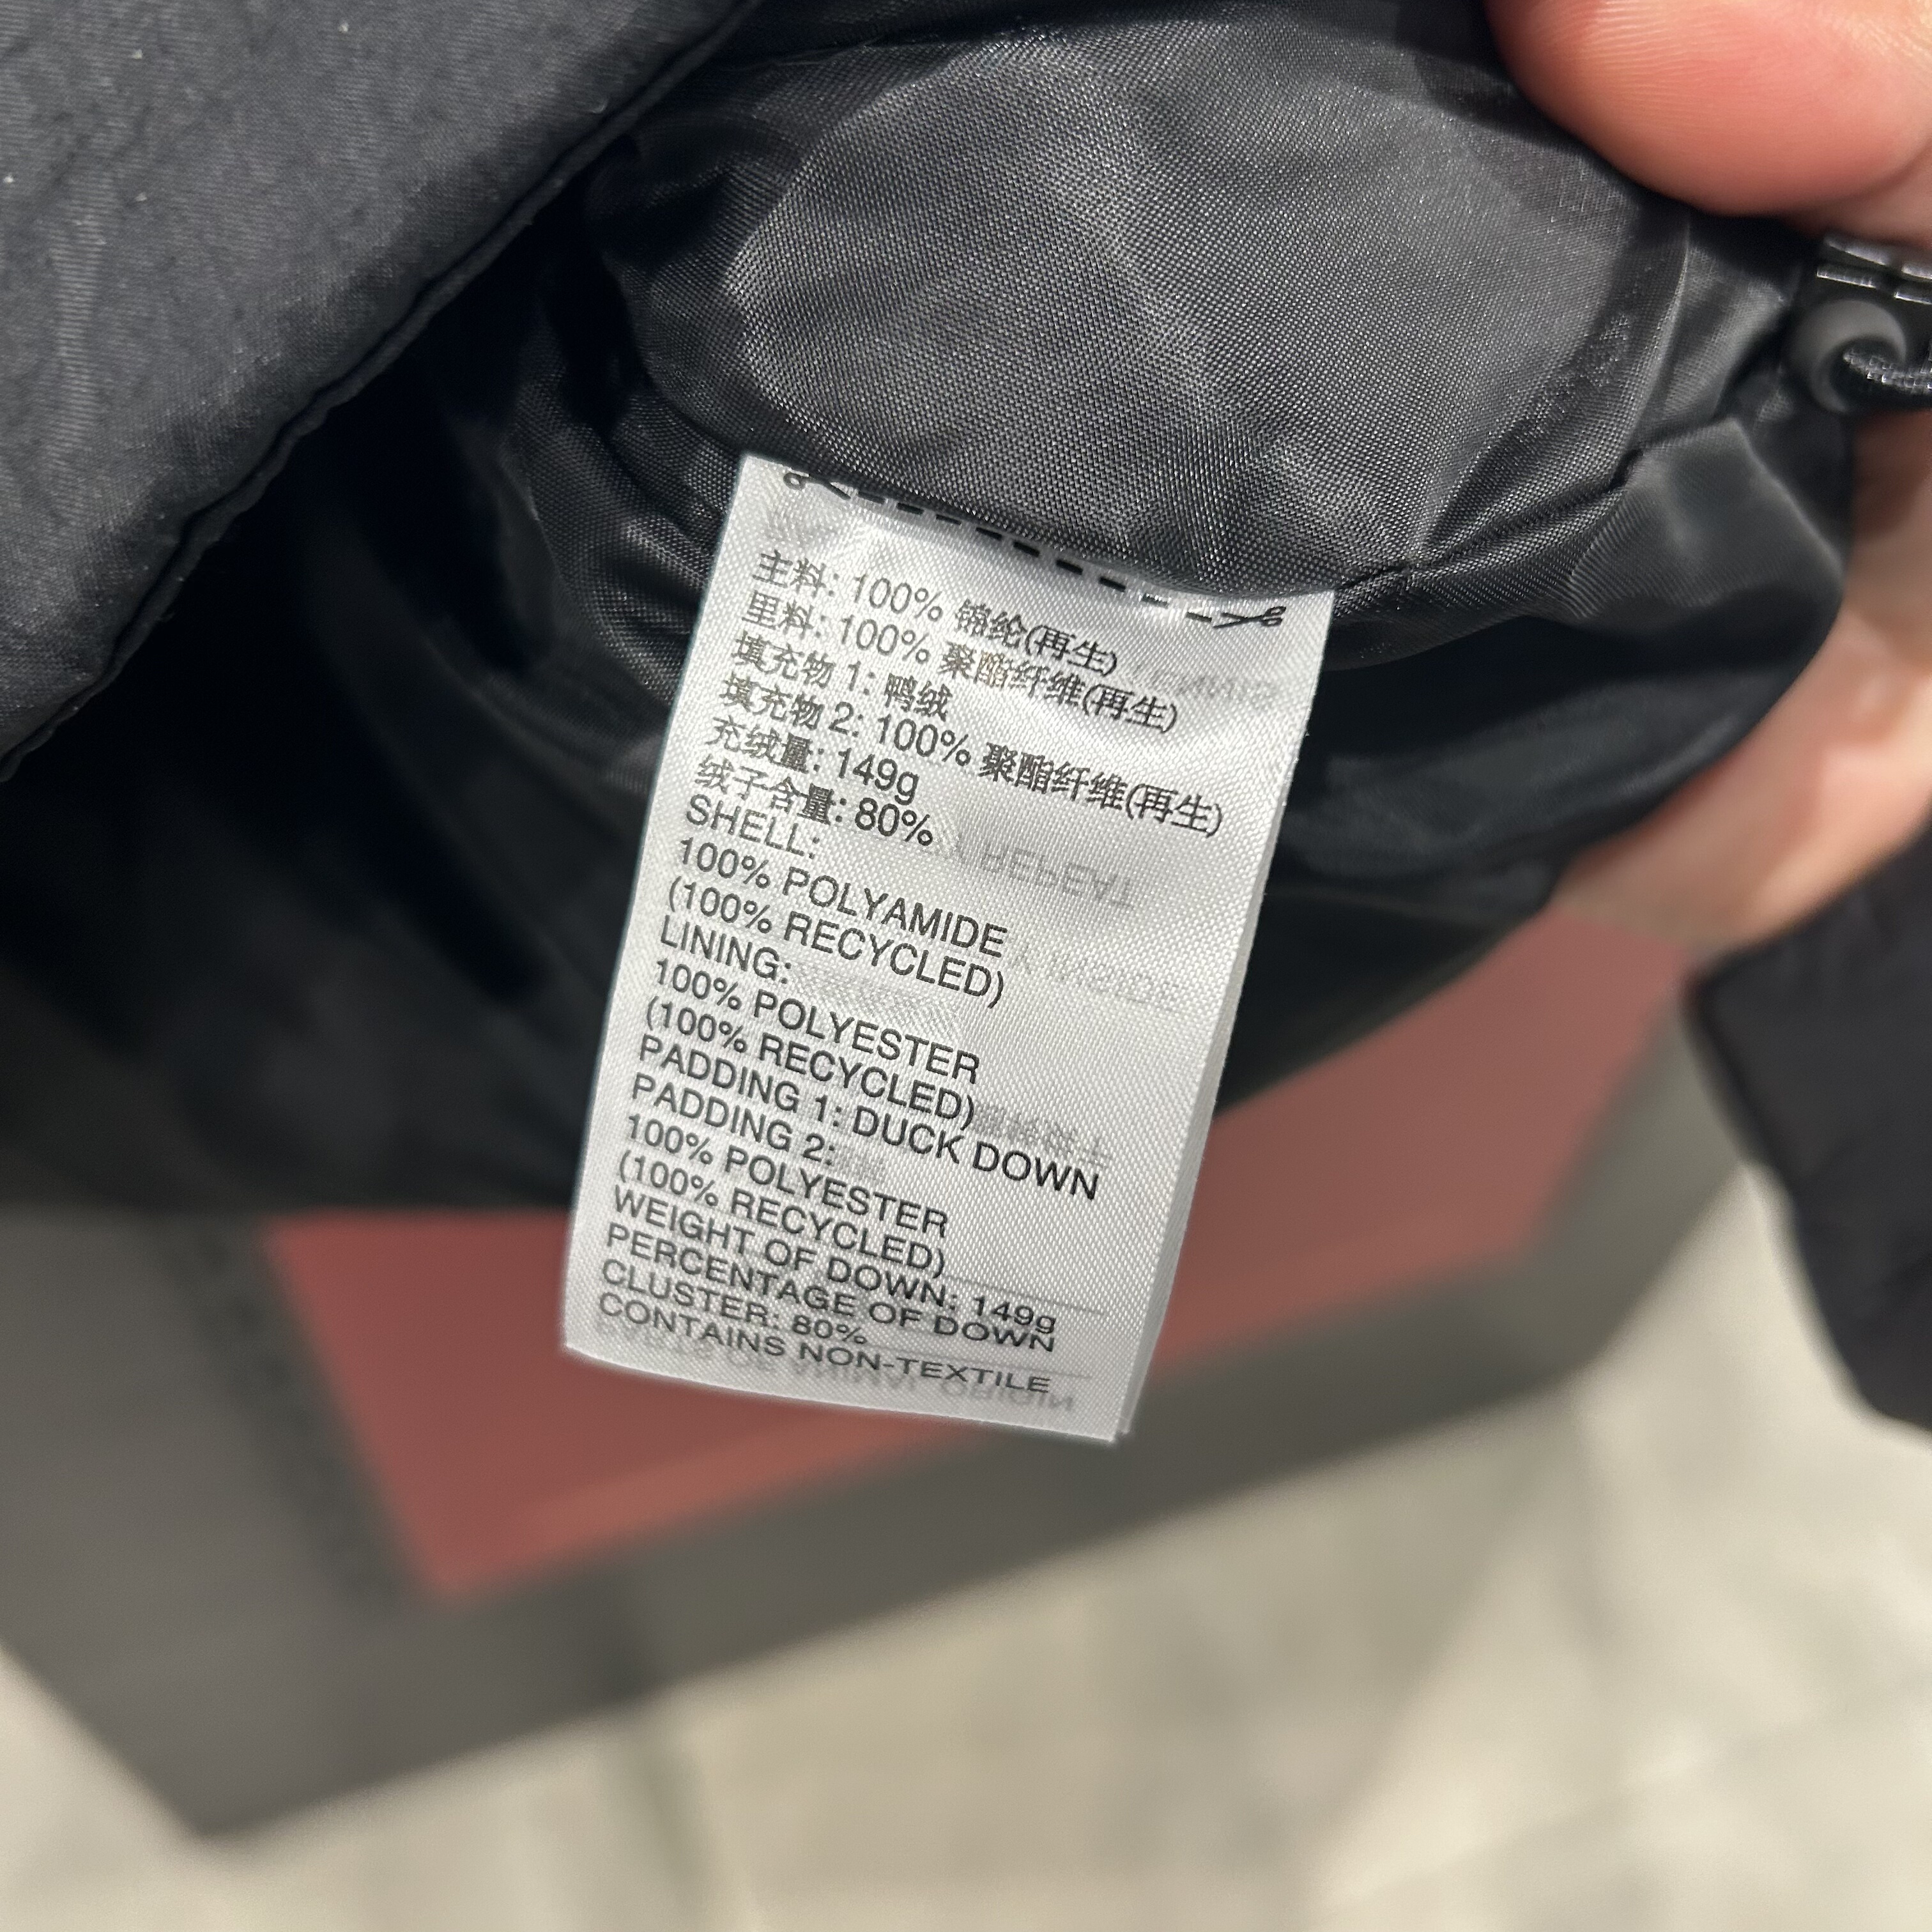 主料: 100% 锦纶(再生)
里料: 100% 聚酯纤维(再生)
填充物 1: 鸭绒
填充物 2: 100% 聚酯纤维(再生)
充绒量: 149g
绒子含量: 80%
SHELL:
100% POLYAMIDE
(100% RECYCLED)
LINING:
100% POLYESTER
(100% RECYCLED)
PADDING 1: DUCK DOWN
PADDING 2:
100% POLYESTER
(100% RECYCLED)
WEIGHT OF DOWN: 149g
PERCENTAGE OF DOWN
CLUSTER: 80%
CONTAINS NON-TEXTILE